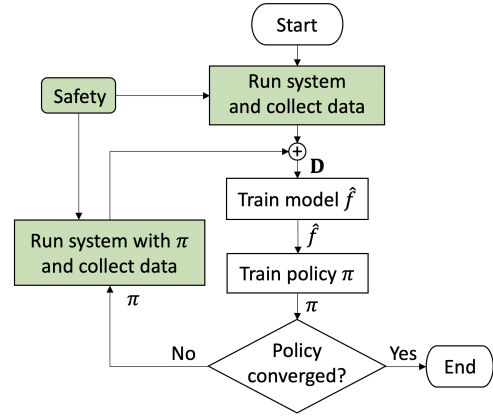 Start
Run system
and collect data
Safety
+
D
Train model f̂
f̂
Run system with π
and collect data
Train policy π
π
π
No
Policy
converged?
Yes
End